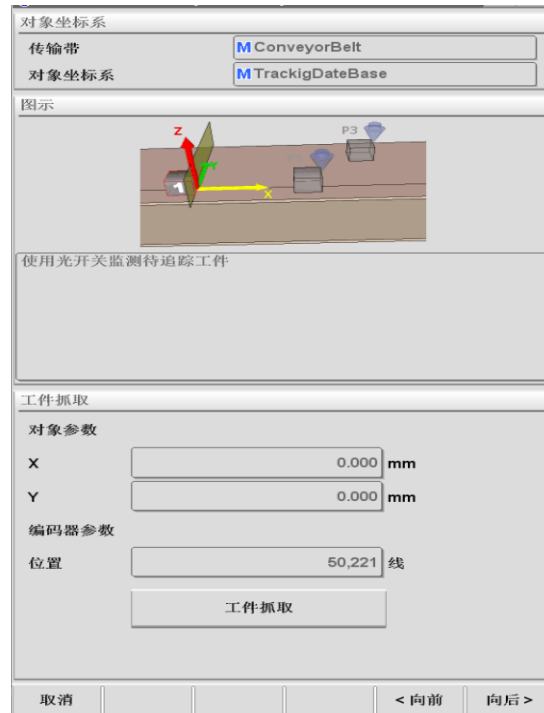 对象坐标系
传输带 M ConveyorBelt
对象坐标系 M TrackigDateBase
图示
Z
Y
X
1
P3
使用光开关监测待追踪工件
工件抓取
对象参数
X 0.000 mm
Y 0.000 mm
编码器参数
位置 50,221 线
工件抓取
取消 < 向前 向后 >